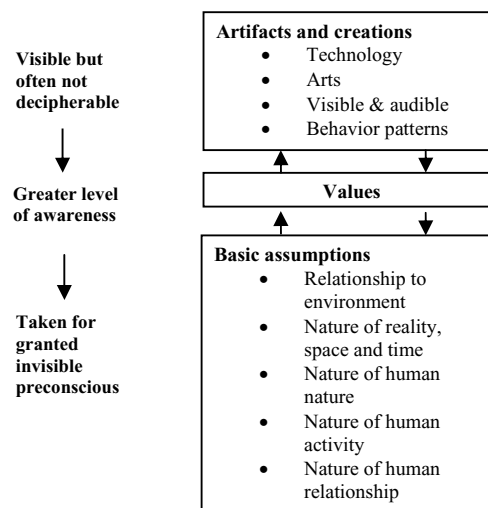 Visible but
often not
decipherable
Greater level
of awareness
Taken for
granted
invisible
preconscious
Artifacts and creations
• Technology
• Arts
• Visible & audible
• Behavior patterns
Values
Basic assumptions
• Relationship to
environment
• Nature of reality,
space and time
• Nature of human
nature
• Nature of human
activity
• Nature of human
relationship